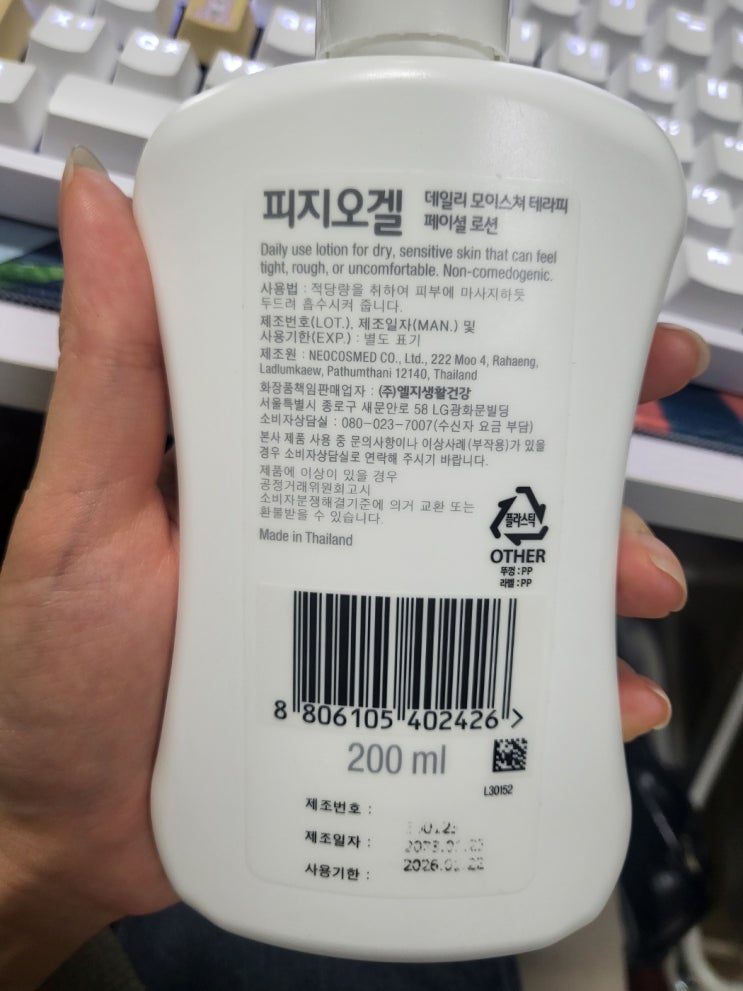 피지오겔
데일리 모이스쳐 테라피
페이셜 로션
Daily use lotion for dry, sensitive skin that can feel
tight, rough, or uncomfortable. Non-comedogenic.
사용법 : 적당량을 취하여 피부에 마사지하듯
두드려 흡수시켜 줍니다.
제조번호(LOT.), 제조일자(MAN.) 및
사용기한(EXP.) : 별도 표기
제조원 : NEOCOSMED CO., Ltd., 222 Moo 4, Rahaeng,
Ladlumkaew, Pathumthani 12140, Thailand
화장품책임판매업자 : (주)엘지생활건강
서울특별시 종로구 새문안로 58 LG광화문빌딩
소비자상담실 : 080-023-7007(수신자 요금 부담)
본사 제품 사용 중 문의사항이나 이상사례(부작용)가 있을
경우 소비자상담실로 연락해 주시기 바랍니다.
제품에 이상이 있을 경우
공정거래위원회고시
소비자분쟁해결기준에 의거 교환 또는
환불받을 수 있습니다.
Made in Thailand
플라스틱
OTHER
뚜껑 : PP
라벨 : PP
8 806105 402426 >
200 ml
L30152
제조번호 :
제조일자 :
사용기한 :